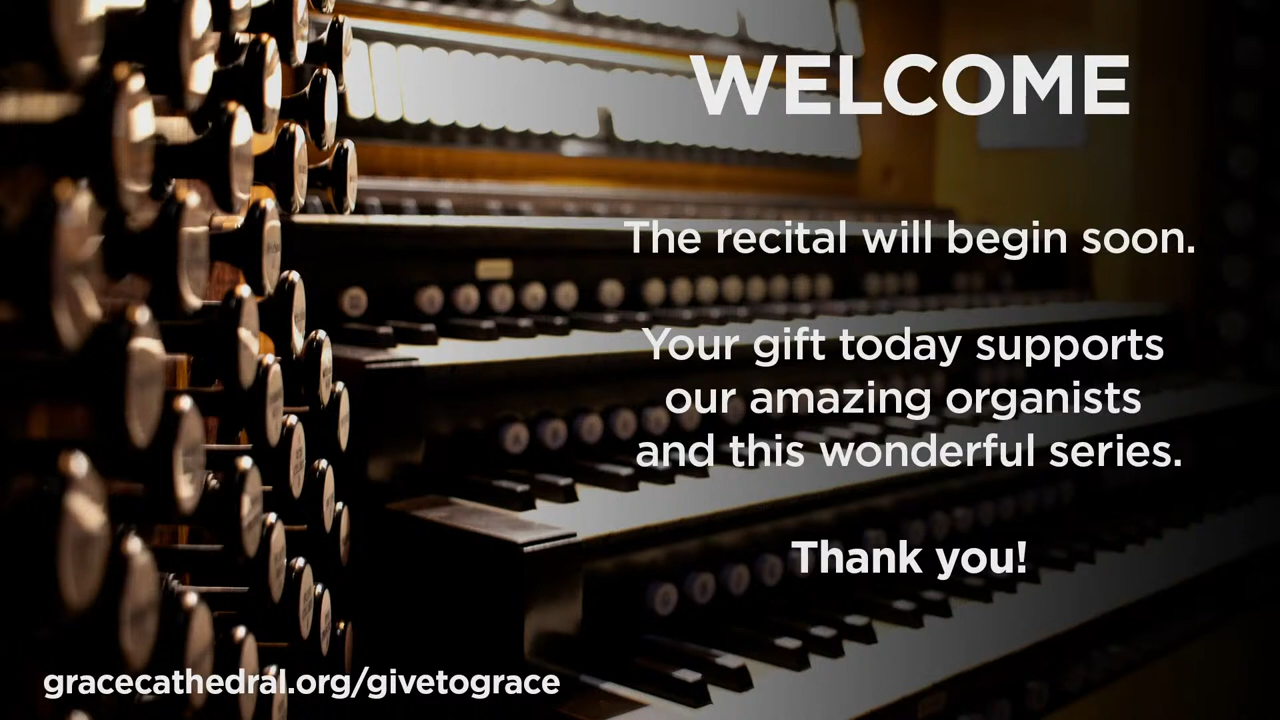 WELCOME
The recital will begin soon.
Your gift today supports
our amazing organists
and this wonderful series.
Thank you!
gracecathedral.org/givetograce